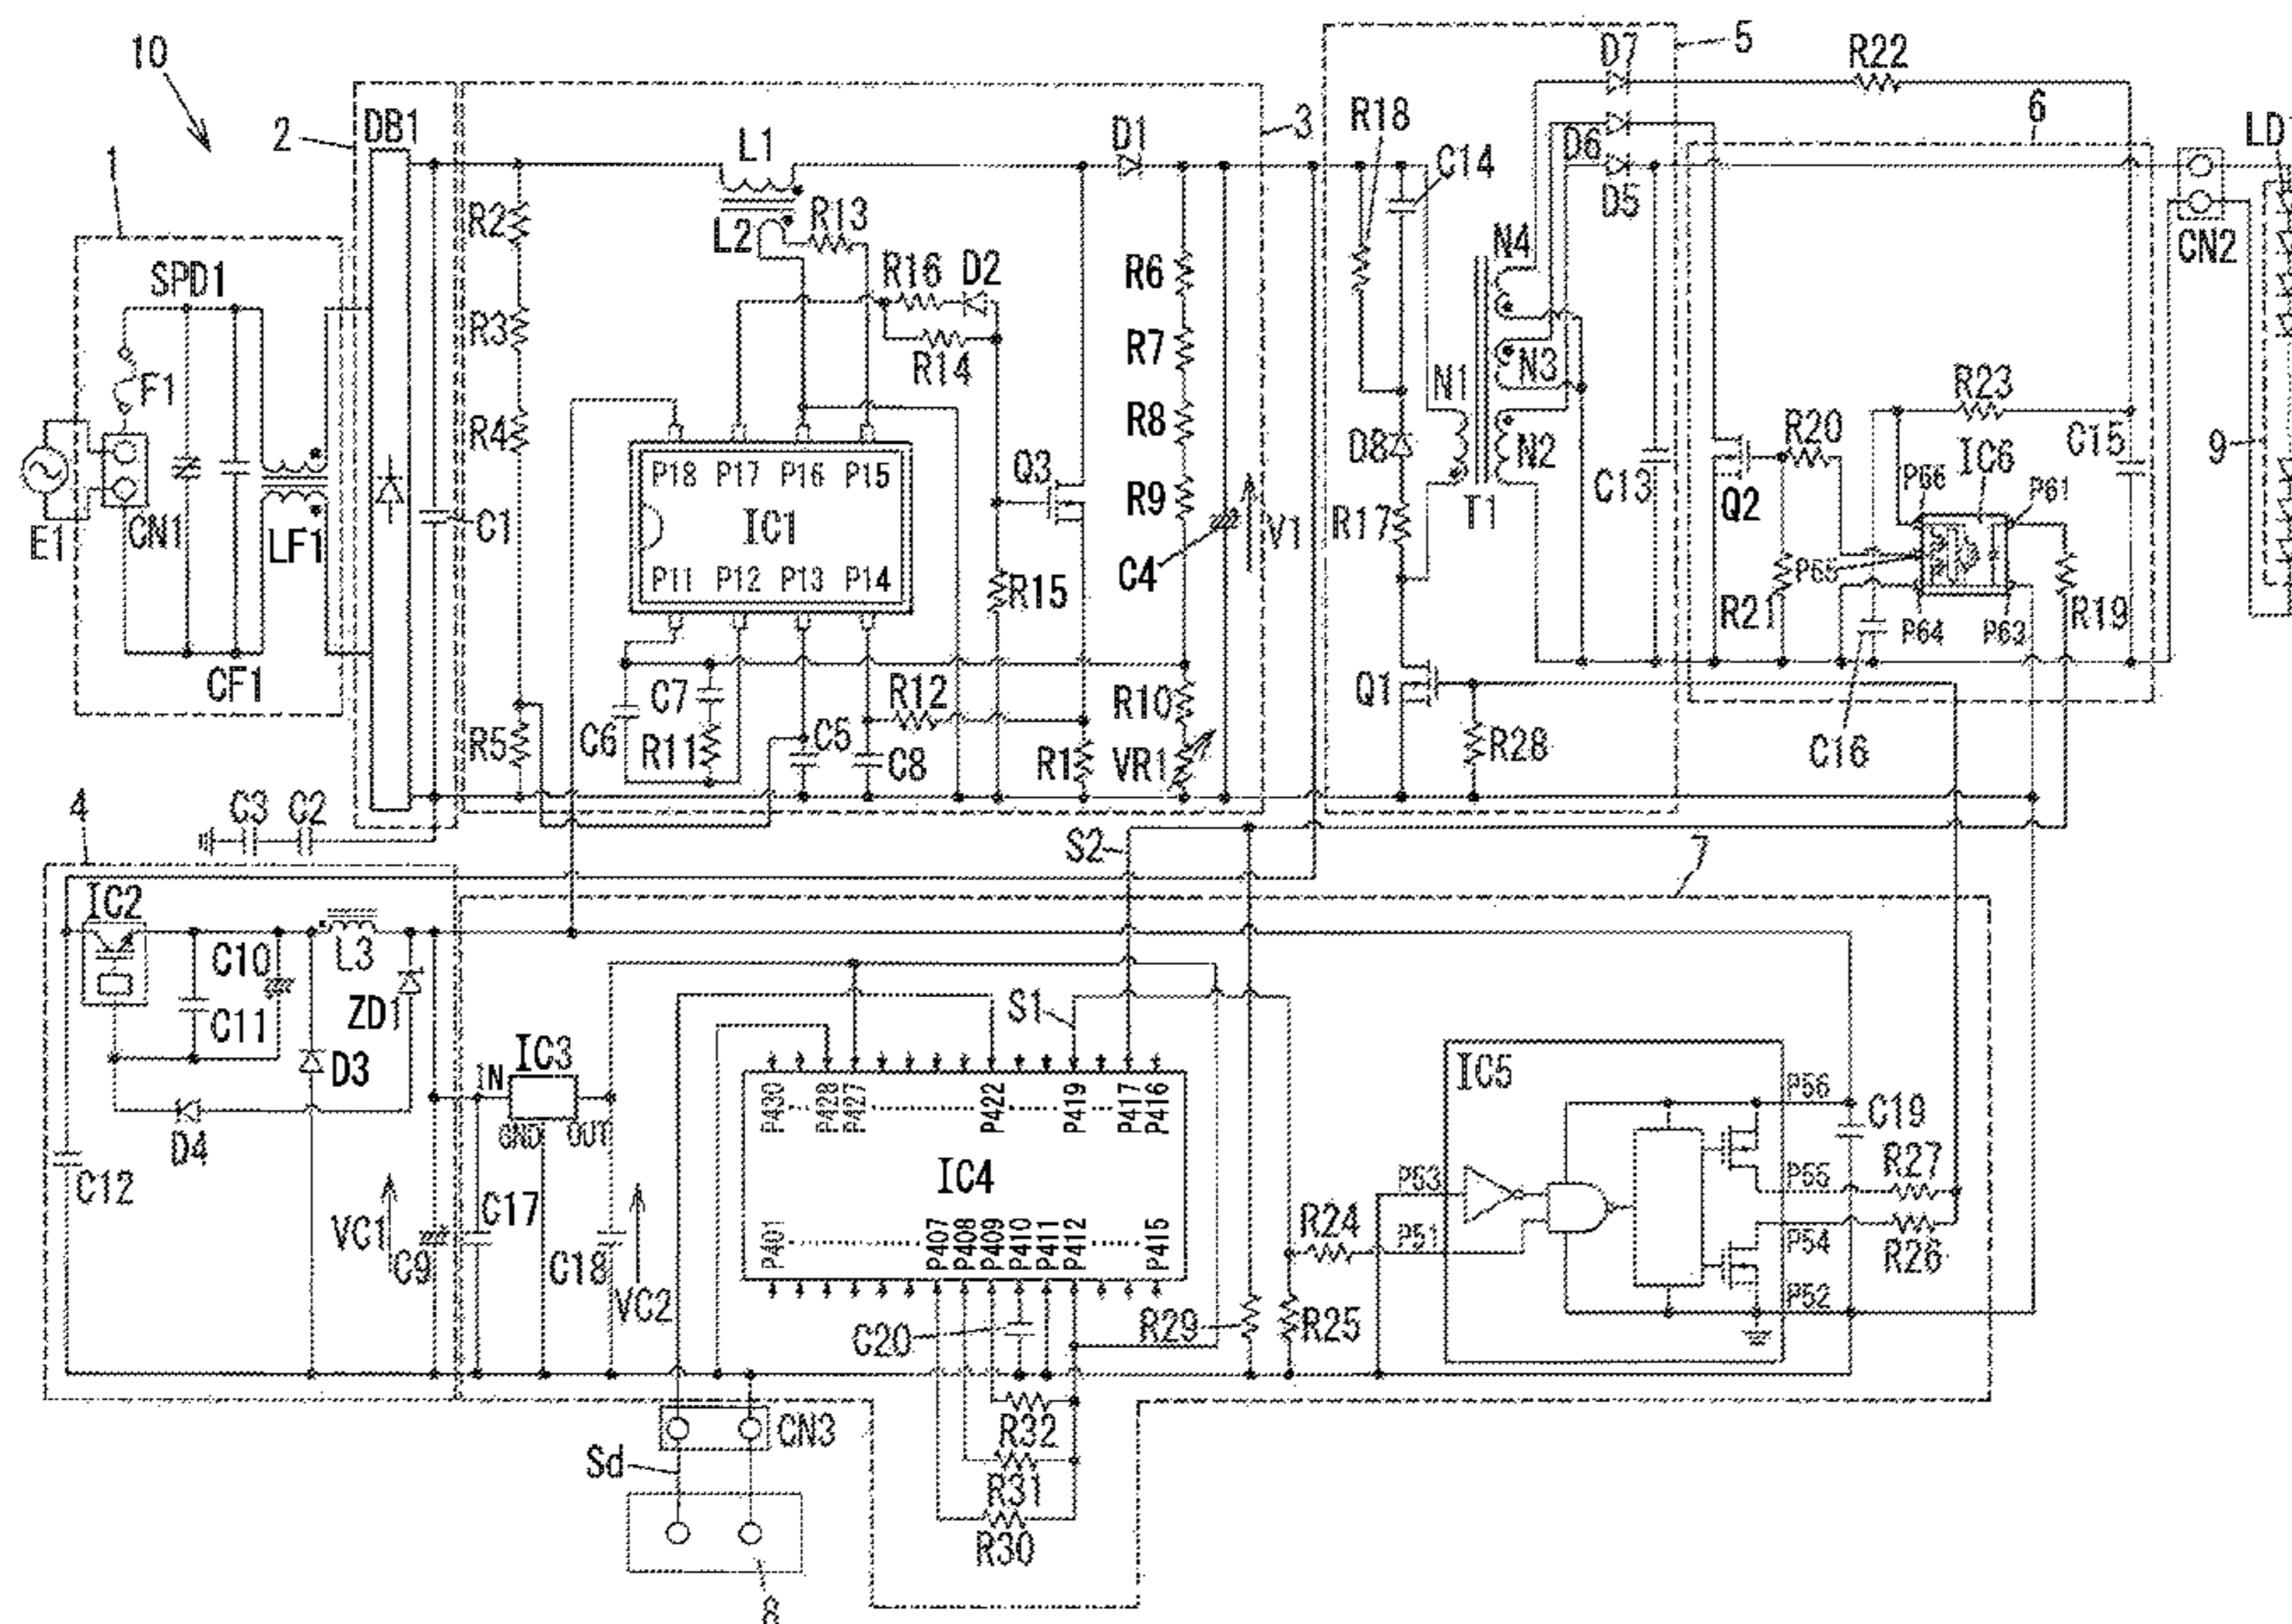 10
1
SPD1
F1
E1
CN1
LF1
CF1
2
DB1
C1
R2
R3
R4
R5
C3
C2
3
L1
L2
R13
R16
D2
R14
D1
R6
R7
R8
R9
R10
VR1
C4
V1
P18 P17 P16 P15
IC1
P11 P12 P13 P14
Q3
R15
C6
C7
R11
C5
C8
R12
R1
5
R18
C14
D8
R17
Q1
R28
N1
N2
N3
N4
T1
D7
D6
D5
C13
R22
6
R23
R20
IC6
C15
Q2
R21
P66
P65
P64
P61
P63
R19
C16
CN2
LD
9
4
IC2
C10
C11
L3
ZD1
D3
D4
C12
VC1
C9
7
S2
S1
IC3
IN
GND
OUT
C17
C18
VC2
P430
P428
P427
P422
P419
P417
P416
IC4
P401
P407
P408
P409
P410
P411
P412
P415
C20
R29
R25
R24
R32
R31
R30
CN3
Sd
8
IC5
P53
P51
P56
P55
P54
P52
C19
R27
R26